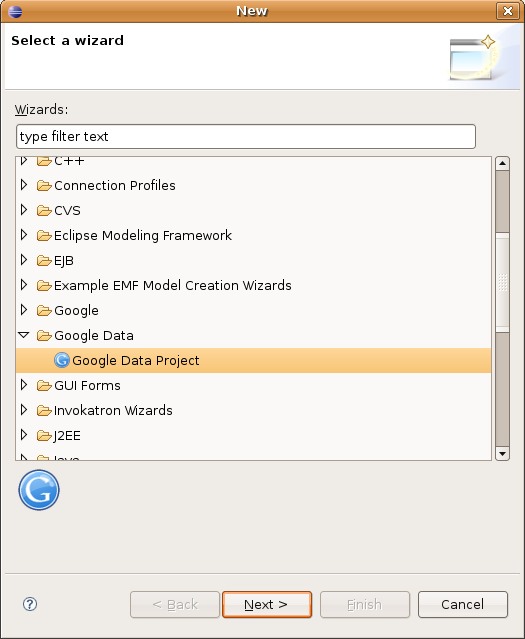 New
Select a wizard
Wizards:
type filter text
C++
Connection Profiles
CVS
Eclipse Modeling Framework
EJB
Example EMF Model Creation Wizards
Google
Google Data
Google Data Project
GUI Forms
Invokatron Wizards
J2EE
Java
G
?
< Back
Next >
Finish
Cancel